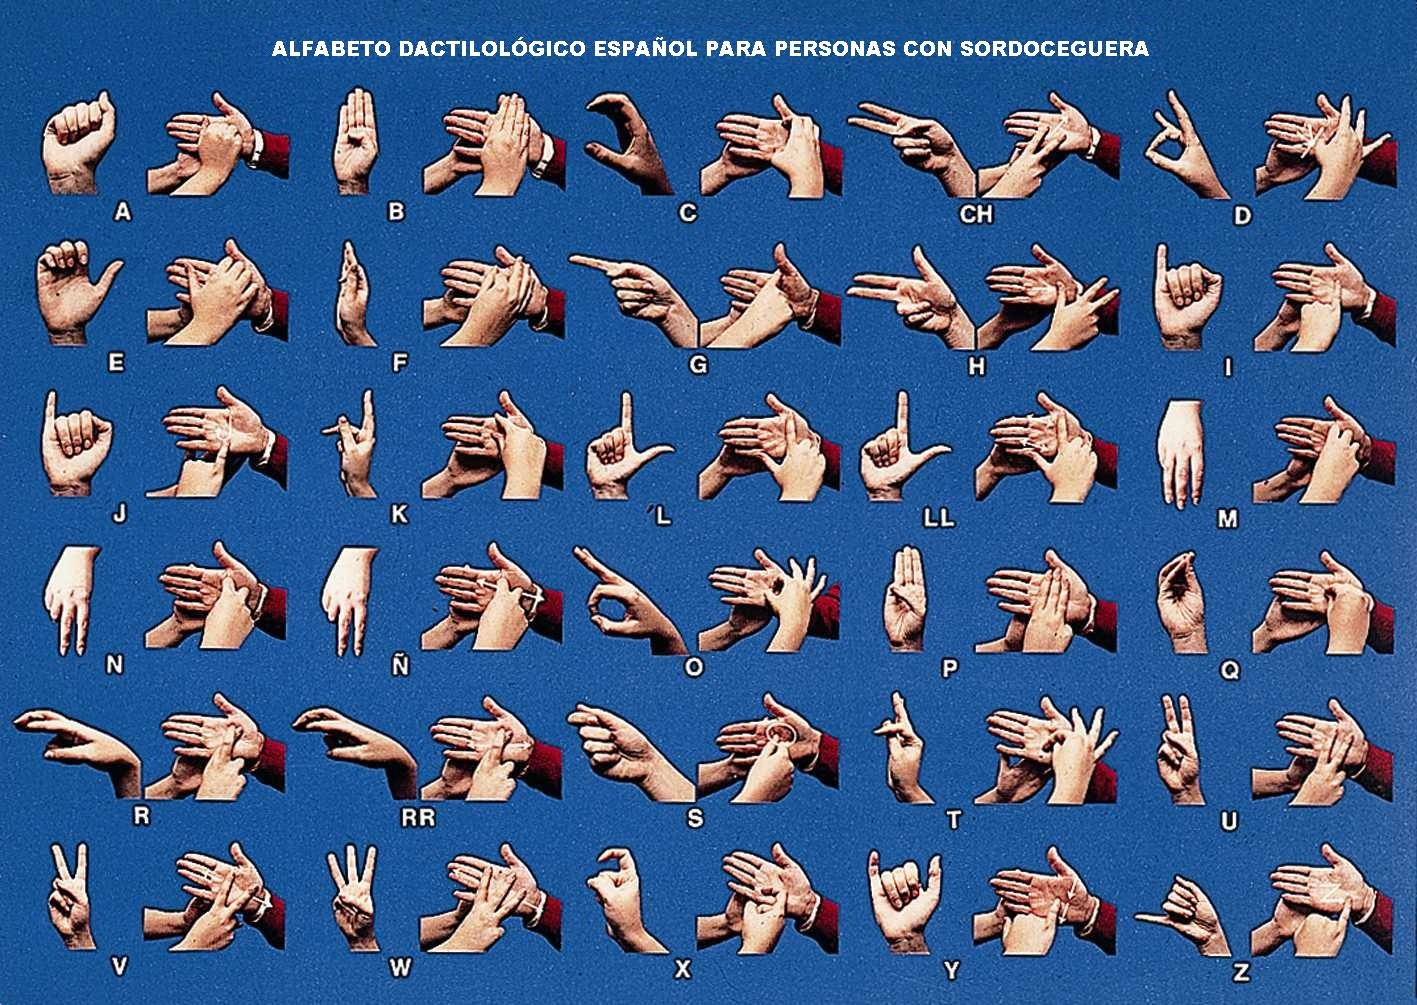 ALFABETO DACTILOLÓGICO ESPAÑOL PARA PERSONAS CON SORDOCEGUERA
A B C CH D
E F G H I
J K ´L LL M
N Ñ O P Q
R RR S T U
V W X Y Z